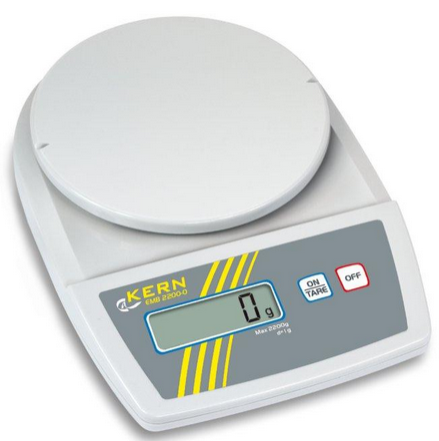 KERN
EMB 2200-0
ON
TARE
OFF
0 g
Max 2200g
d=1g